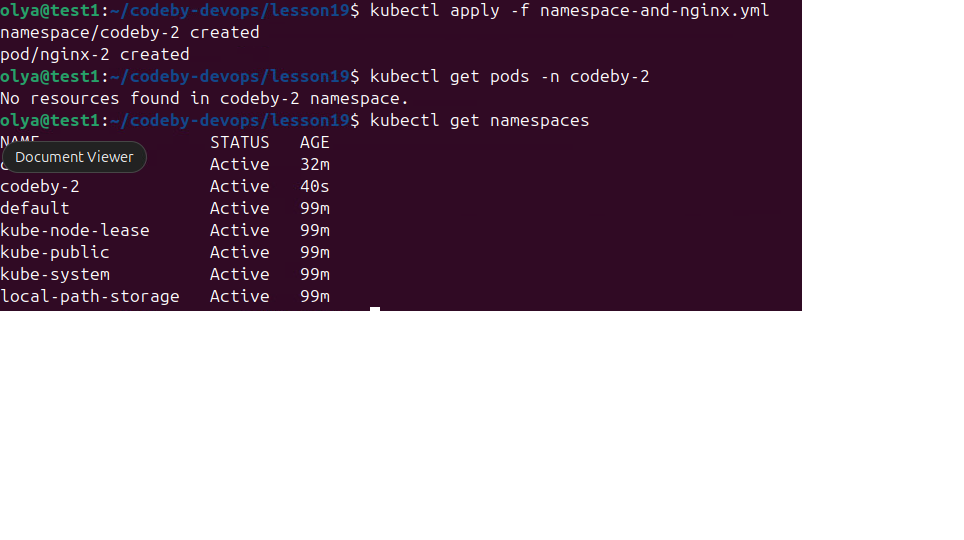 olya@test1:~/codeby-devops/lesson19$ kubectl apply -f namespace-and-nginx.yml
namespace/codeby-2 created
pod/nginx-2 created
olya@test1:~/codeby-devops/lesson19$ kubectl get pods -n codeby-2
No resources found in codeby-2 namespace.
olya@test1:~/codeby-devops/lesson19$ kubectl get namespaces
NAME STATUS AGE
Document Viewer Active 32m
codeby-2 Active 40s
default Active 99m
kube-node-lease Active 99m
kube-public Active 99m
kube-system Active 99m
local-path-storage Active 99m